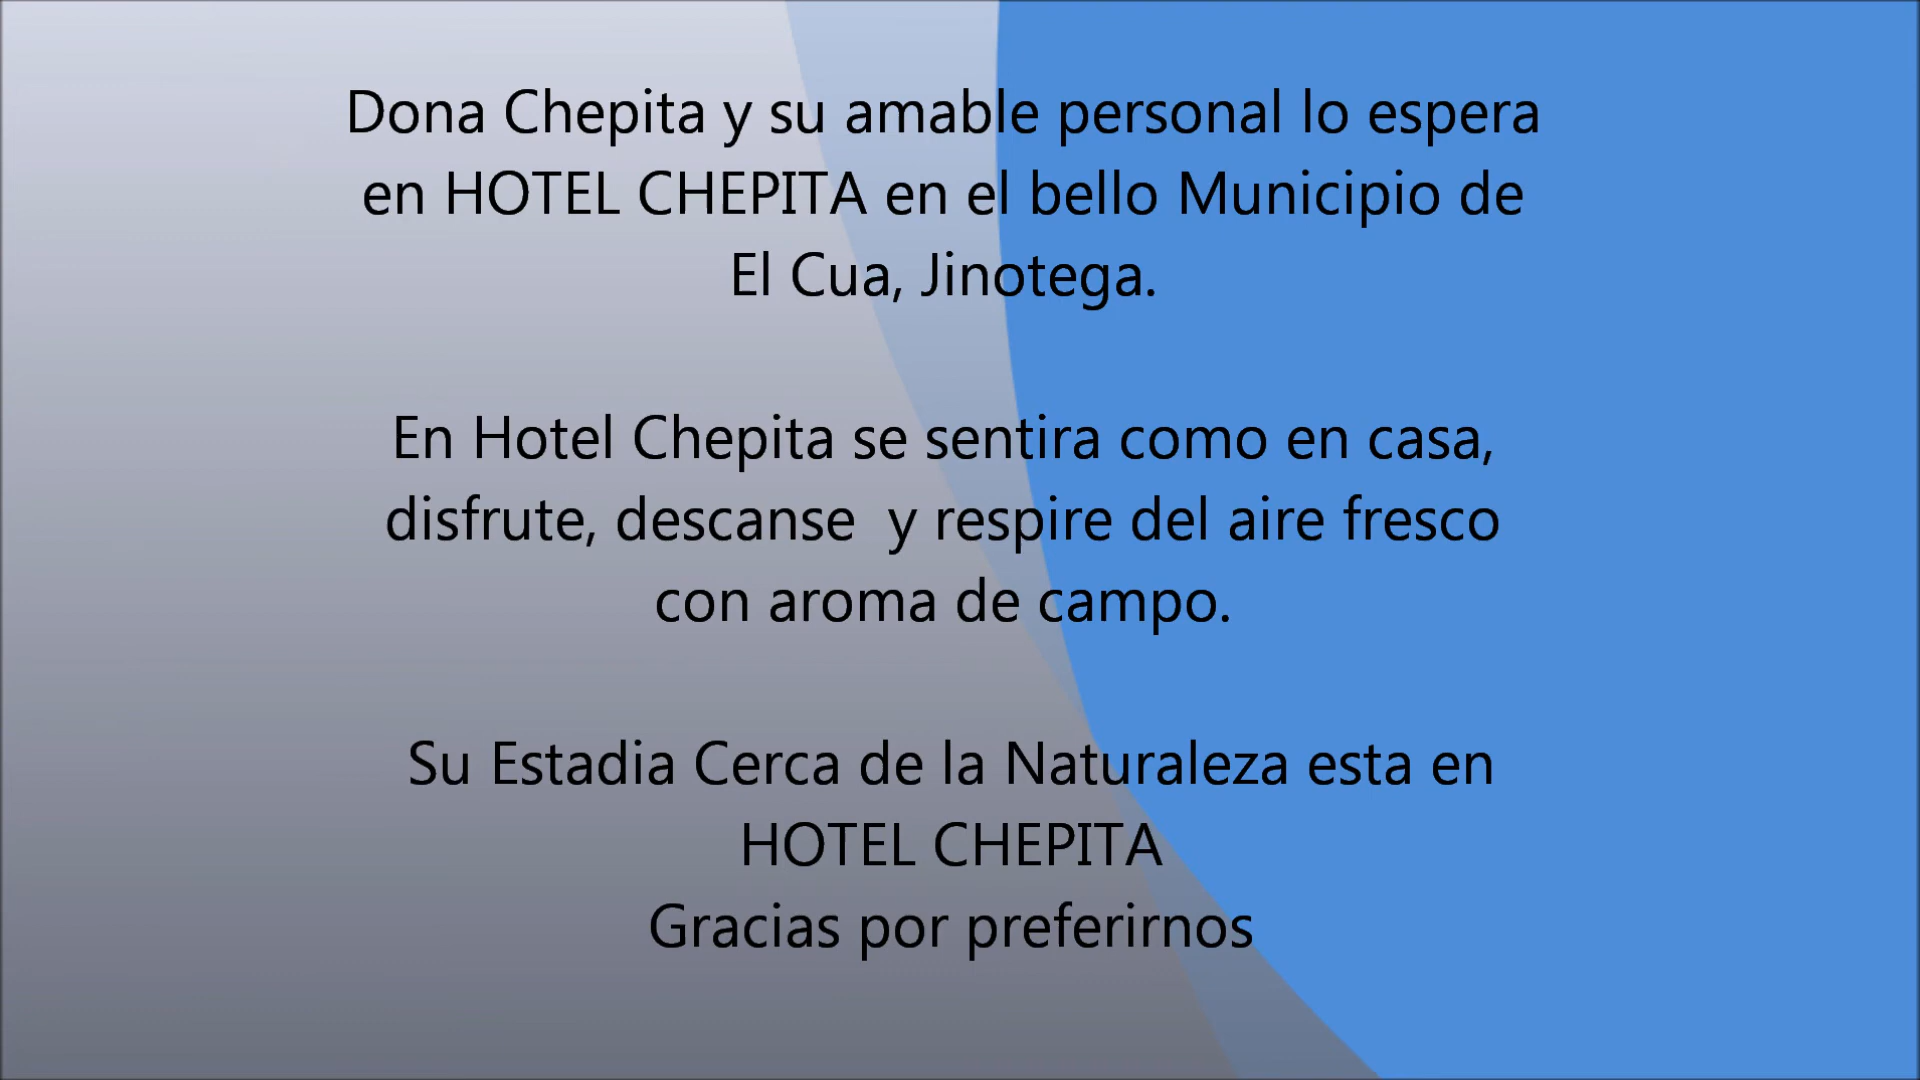 Dona Chepita y su amable personal lo espera
en HOTEL CHEPITA en el bello Municipio de
El Cua, Jinotega.
En Hotel Chepita se sentira como en casa,
disfrute, descanse  y respire del aire fresco
con aroma de campo.
Su Estadia Cerca de la Naturaleza esta en
HOTEL CHEPITA
Gracias por preferirnos